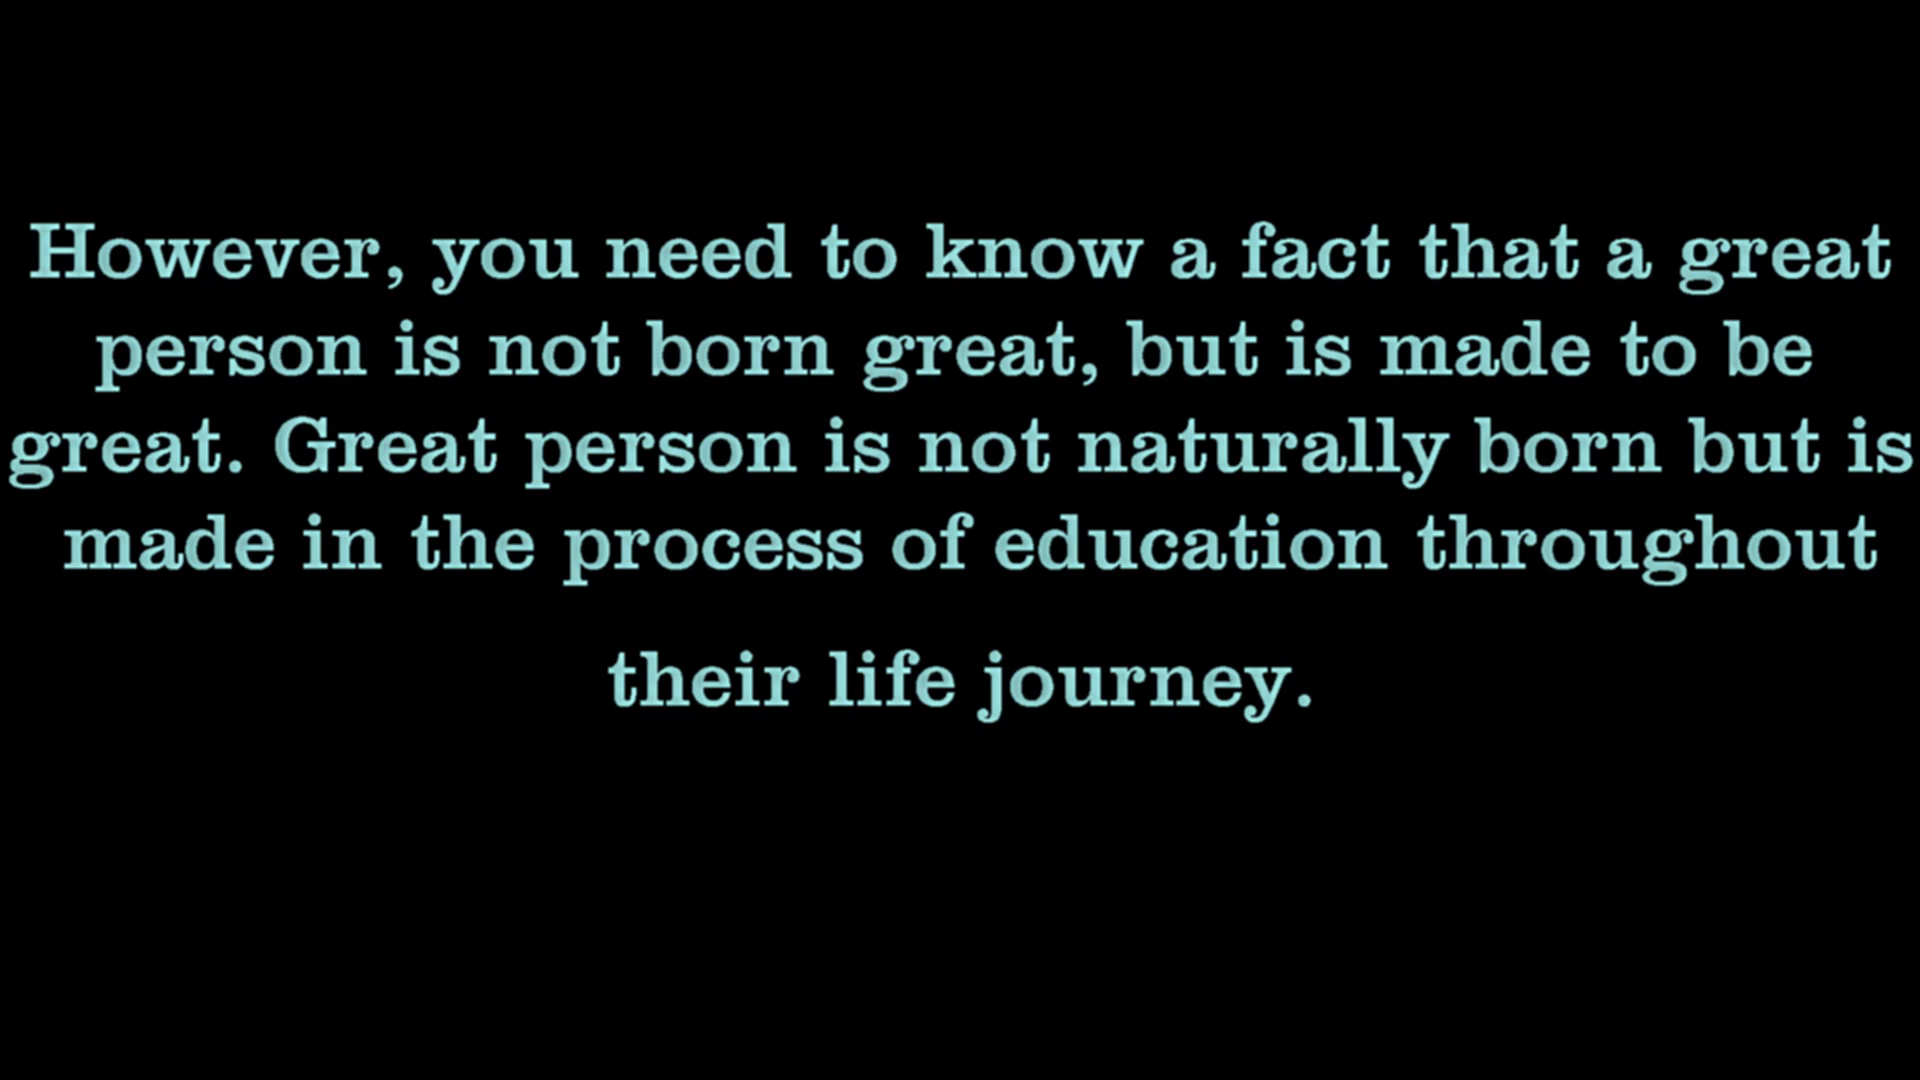 However, you need to know a fact that a great
person is not born great, but is made to be
great. Great person is not naturally born but is
made in the process of education throughout
their life journey.